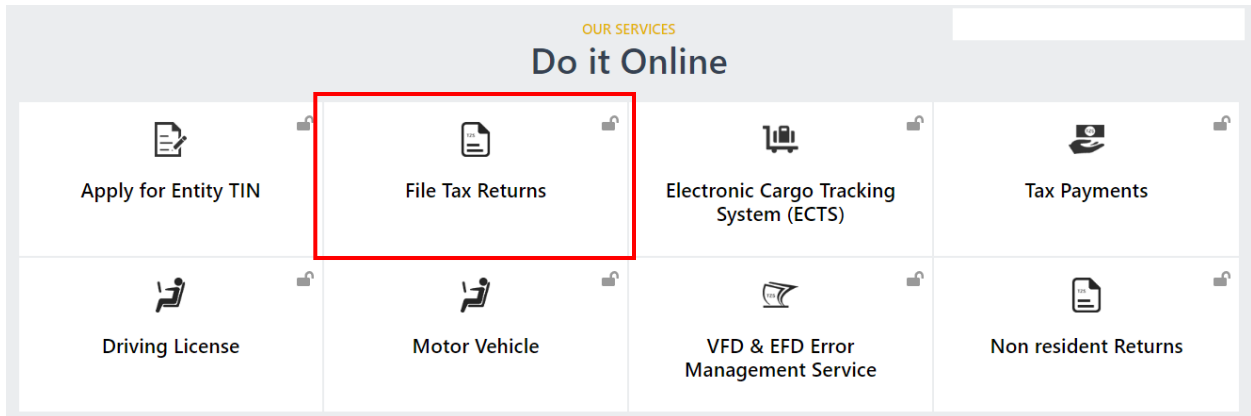 OUR SERVICES
Do it Online
Apply for Entity TIN
File Tax Returns
Electronic Cargo Tracking
System (ECTS)
Tax Payments
Driving License
Motor Vehicle
VFD & EFD Error
Management Service
Non resident Returns